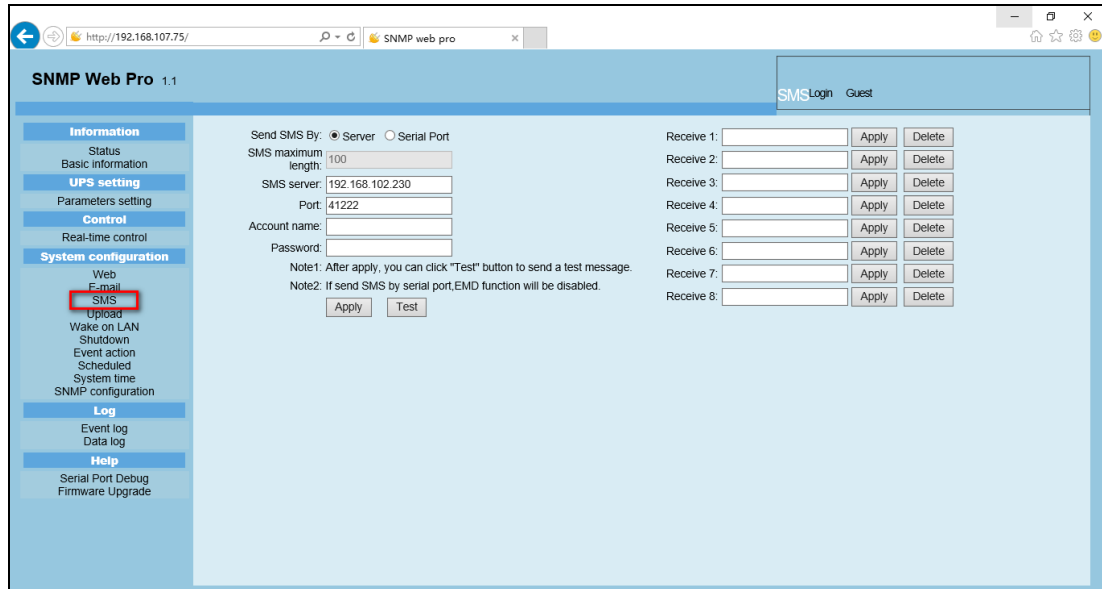 http://192.168.107.75/
SNMP web pro
SNMP Web Pro 1.1
SMS Login Guest
Information
Status
Basic information
UPS setting
Parameters setting
Control
Real-time control
System configuration
Web
E-mail
SMS
Upload
Wake on LAN
Shutdown
Event action
Scheduled
System time
SNMP configuration
Log
Event log
Data log
Help
Serial Port Debug
Firmware Upgrade
Send SMS By: Server Serial Port
SMS maximum
length: 100
SMS server: 192.168.102.230
Port: 41222
Account name:
Password:
Note1: After apply, you can click "Test" button to send a test message.
Note2: If send SMS by serial port,EMD function will be disabled.
Apply Test
Receive 1: Apply Delete
Receive 2: Apply Delete
Receive 3: Apply Delete
Receive 4: Apply Delete
Receive 5: Apply Delete
Receive 6: Apply Delete
Receive 7: Apply Delete
Receive 8: Apply Delete